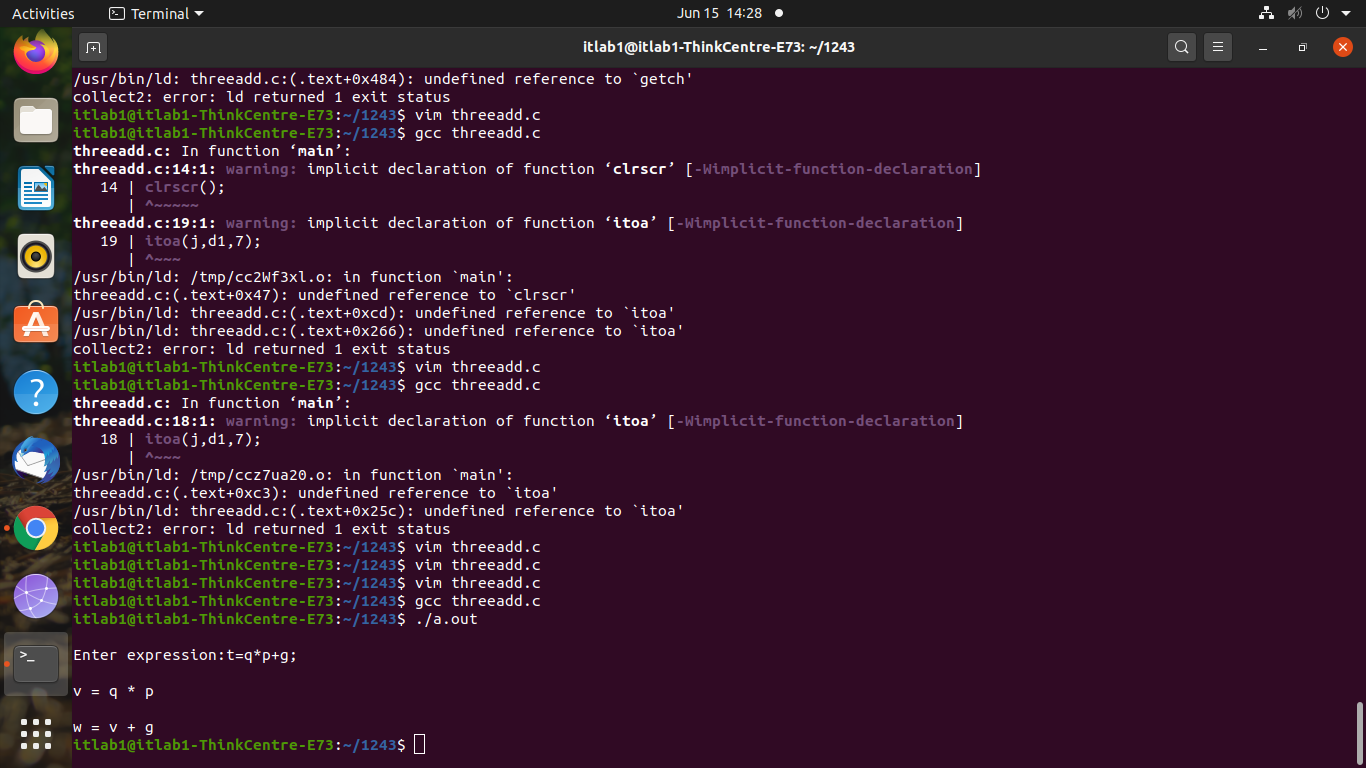 Activities Terminal Jun 15 14:28
itlab1@itlab1-ThinkCentre-E73: ~/1243
/usr/bin/ld: threeadd.c:(.text+0x484): undefined reference to `getch'
collect2: error: ld returned 1 exit status
itlab1@itlab1-ThinkCentre-E73:~/1243$ vim threeadd.c
itlab1@itlab1-ThinkCentre-E73:~/1243$ gcc threeadd.c
threeadd.c: In function ‘main’:
threeadd.c:14:1: warning: implicit declaration of function ‘clrscr’ [-Wimplicit-function-declaration]
   14 | clrscr();
      | ^~~~~~
threeadd.c:19:1: warning: implicit declaration of function ‘itoa’ [-Wimplicit-function-declaration]
   19 | itoa(j,d1,7);
      | ^~~~
/usr/bin/ld: /tmp/cc2Wf3xl.o: in function `main':
threeadd.c:(.text+0x47): undefined reference to `clrscr'
/usr/bin/ld: threeadd.c:(.text+0xcd): undefined reference to `itoa'
/usr/bin/ld: threeadd.c:(.text+0x266): undefined reference to `itoa'
collect2: error: ld returned 1 exit status
itlab1@itlab1-ThinkCentre-E73:~/1243$ vim threeadd.c
itlab1@itlab1-ThinkCentre-E73:~/1243$ gcc threeadd.c
threeadd.c: In function ‘main’:
threeadd.c:18:1: warning: implicit declaration of function ‘itoa’ [-Wimplicit-function-declaration]
   18 | itoa(j,d1,7);
      | ^~~~
/usr/bin/ld: /tmp/ccz7ua20.o: in function `main':
threeadd.c:(.text+0xc3): undefined reference to `itoa'
/usr/bin/ld: threeadd.c:(.text+0x25c): undefined reference to `itoa'
collect2: error: ld returned 1 exit status
itlab1@itlab1-ThinkCentre-E73:~/1243$ vim threeadd.c
itlab1@itlab1-ThinkCentre-E73:~/1243$ vim threeadd.c
itlab1@itlab1-ThinkCentre-E73:~/1243$ vim threeadd.c
itlab1@itlab1-ThinkCentre-E73:~/1243$ gcc threeadd.c
itlab1@itlab1-ThinkCentre-E73:~/1243$ ./a.out
Enter expression:t=q*p+g;
v = q * p
w = v + g
itlab1@itlab1-ThinkCentre-E73:~/1243$